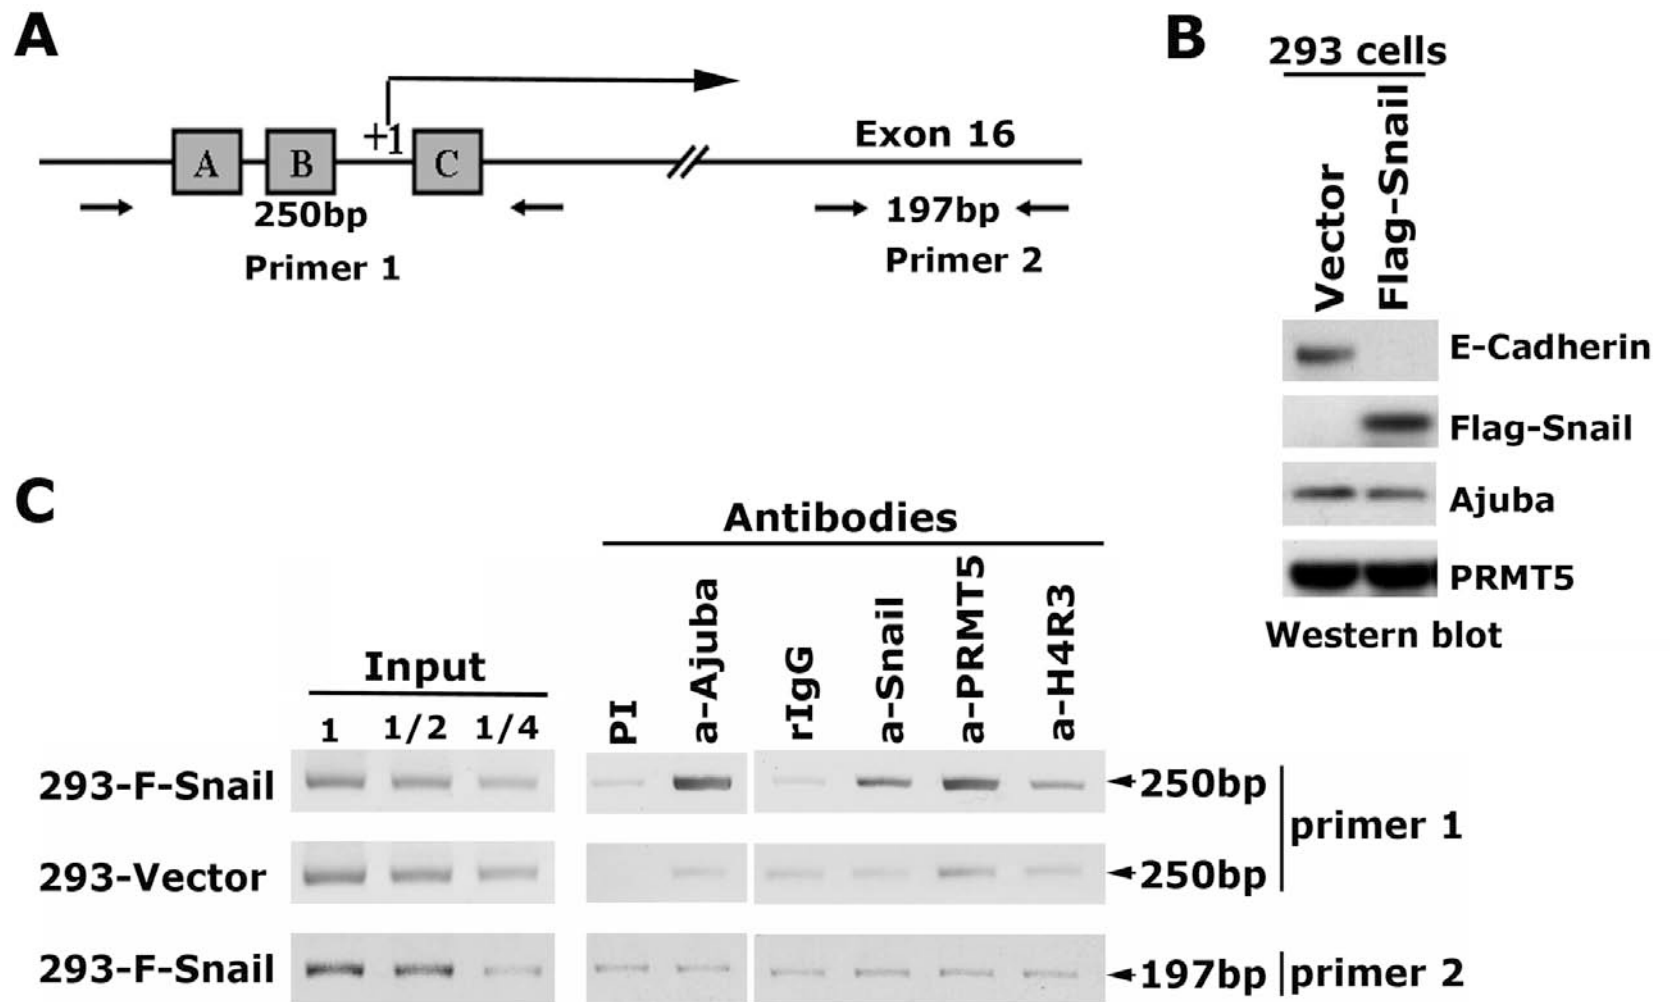 A
+1
A
B
C
Exon 16
250bp
197bp
Primer 1
Primer 2
B
293 cells
Vector
Flag-Snail
E-Cadherin
Flag-Snail
Ajuba
PRMT5
Western blot
C
Antibodies
Input
1 1/2 1/4
PI
a-Ajuba
rIgG
a-Snail
a-PRMT5
a-H4R3
293-F-Snail
250bp
primer 1
293-Vector
250bp
293-F-Snail
197bp
primer 2